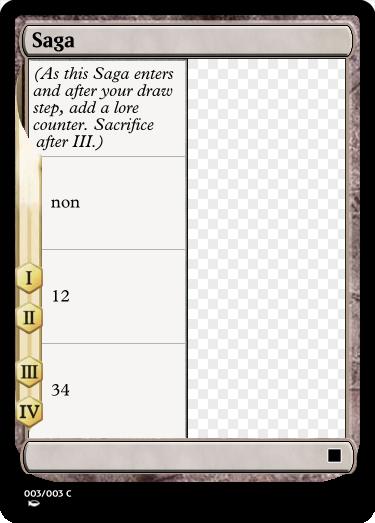 Saga
(As this Saga enters
and after your draw
step, add a lore
counter. Sacrifice
after III.)
non
I
12
II
III
34
IV
003/003 C